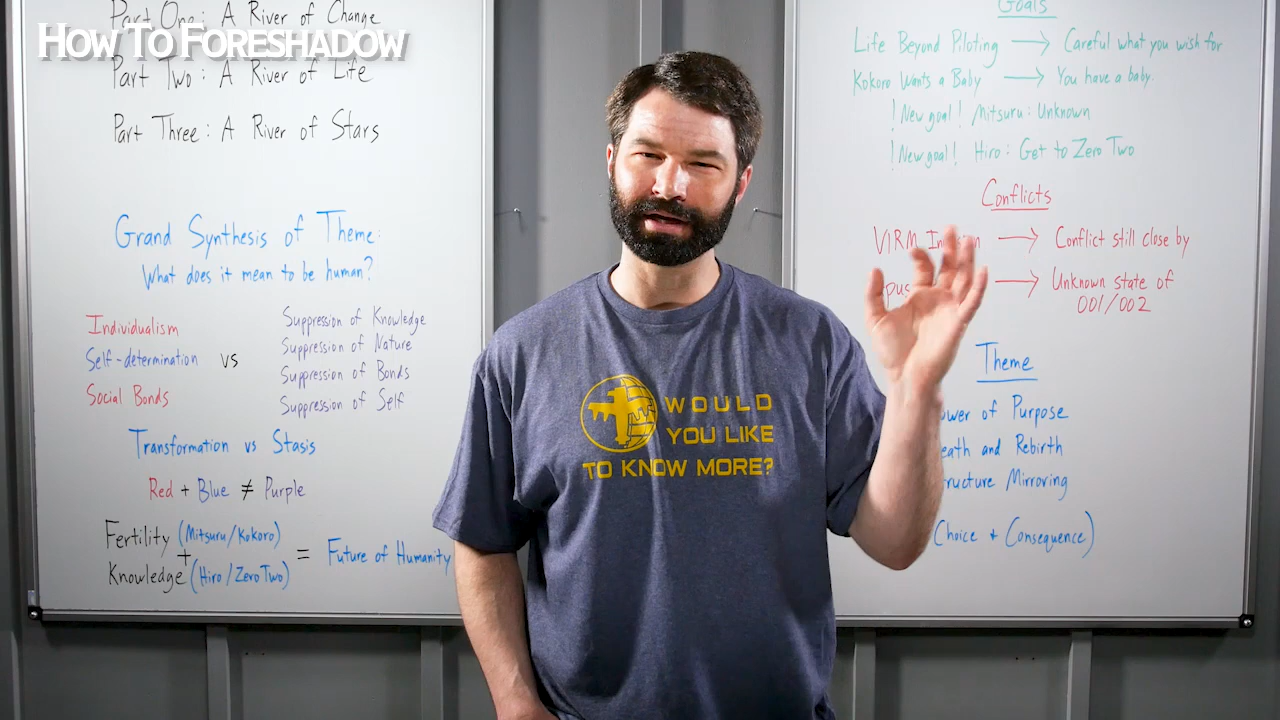 How To Foreshadow
Part One: A River of Change
Part Two: A River of Life
Part Three: A River of Stars
Grand Synthesis of Theme:
What does it mean to be human?
Individualism
Self-determination
Social Bonds
vs
Suppression of Knowledge
Suppression of Nature
Suppression of Bonds
Suppression of Self
Transformation vs Stasis
Red + Blue ≠ Purple
Fertility (Mitsuru/Kokoro)
+
Knowledge (Hiro/Zero Two)
= Future of Humanity
WOULD
YOU LIKE
TO KNOW MORE?
Goals
Life Beyond Piloting → Careful what you wish for
Kokoro Wants a Baby → You have a baby.
!New goal! Mitsuru: Unknown
!New goal! Hiro: Get to Zero Two
Conflicts
VIRM → Conflict still close by
→ Unknown state of
001/002
Theme
of Purpose
and Rebirth
Mirroring
Choice + Consequence)